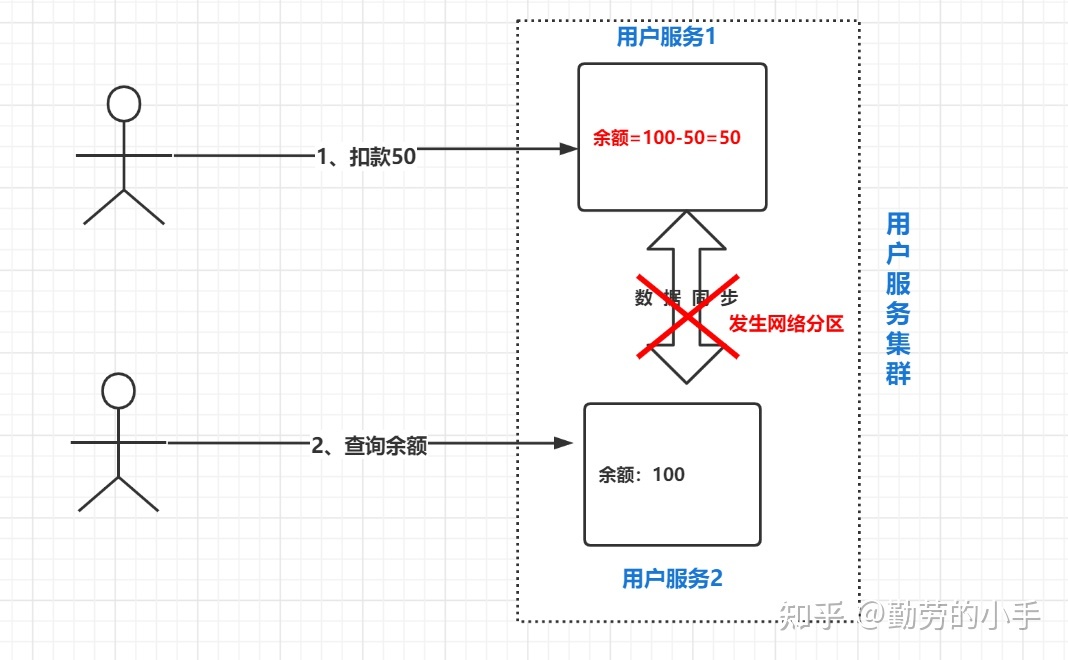 用户服务1
余额=100-50=50
1、扣款50
数据同步
发生网络分区
用户服务集群
2、查询余额
余额：100
用户服务2
知乎 @勤劳的小手